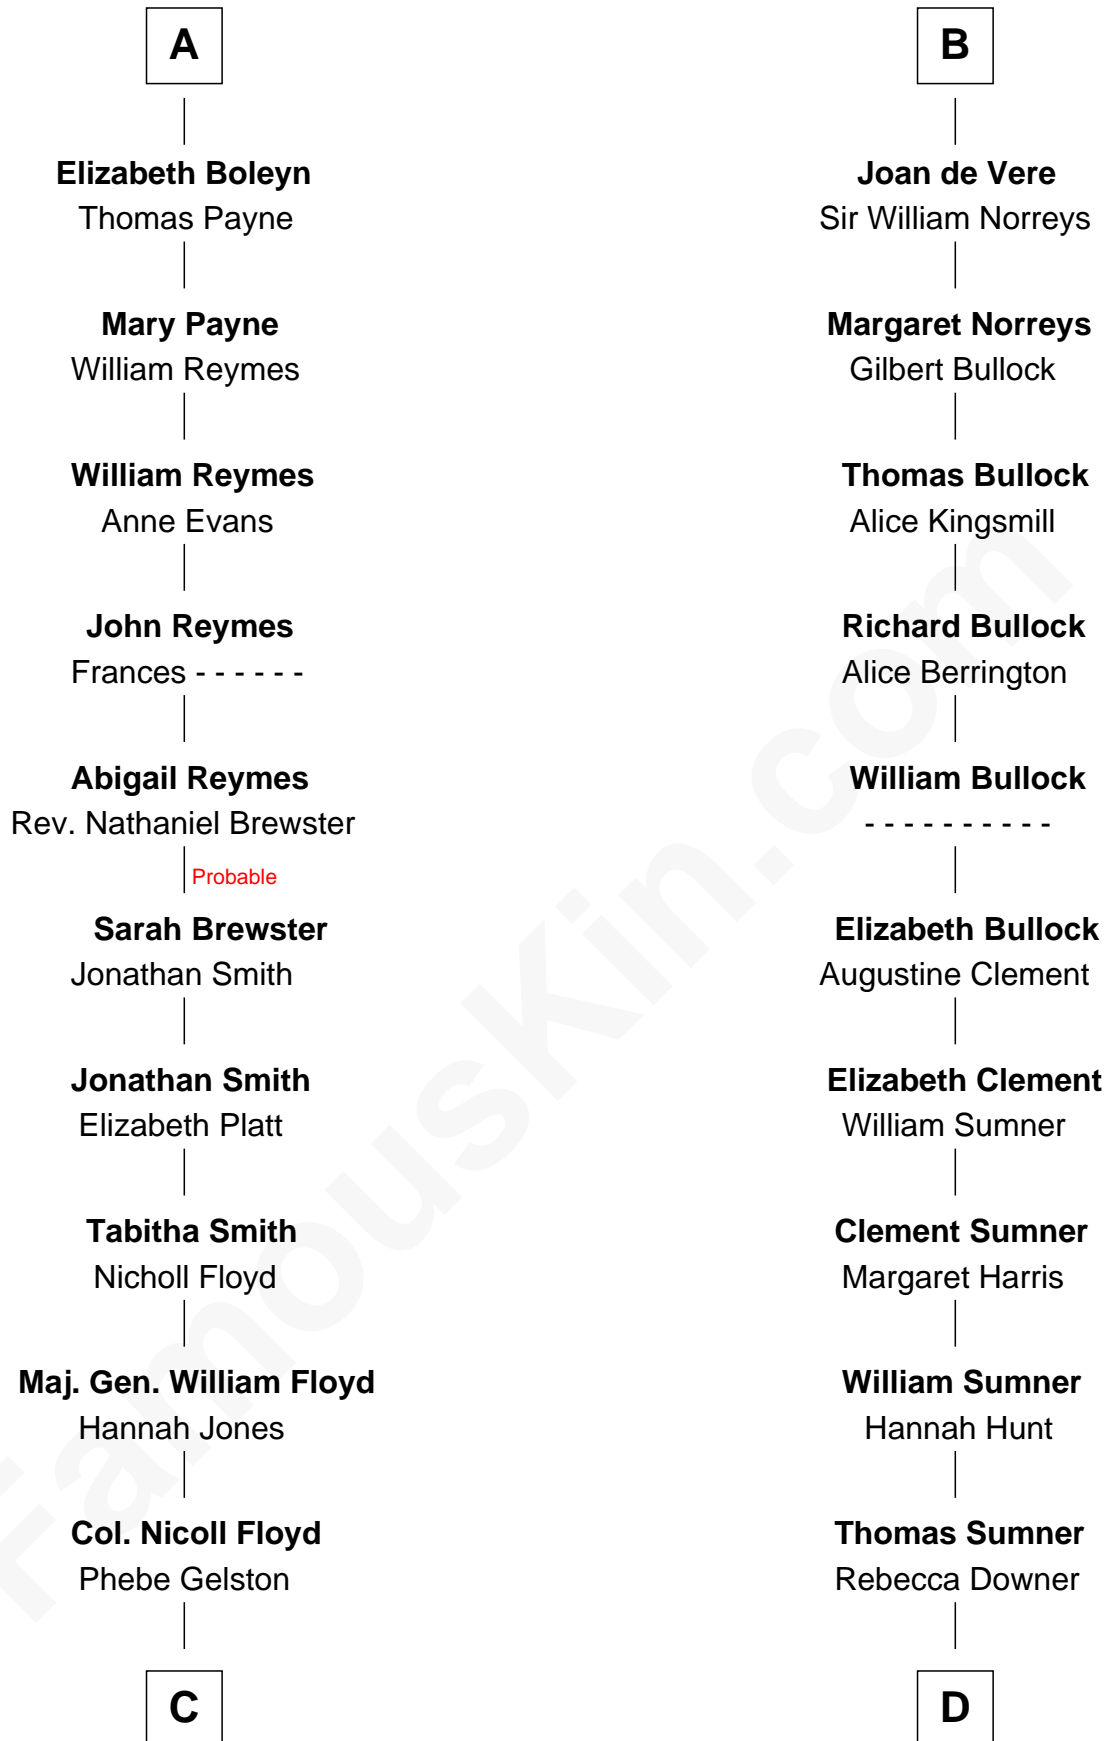 A
Elizabeth Boleyn
Thomas Payne
Mary Payne
William Reymes
William Reymes
Anne Evans
John Reymes
Frances - - - - - -
Abigail Reymes
Rev. Nathaniel Brewster
Probable
Sarah Brewster
Jonathan Smith
Jonathan Smith
Elizabeth Platt
Tabitha Smith
Nicholl Floyd
Maj. Gen. William Floyd
Hannah Jones
Col. Nicoll Floyd
Phebe Gelston
C
B
Joan de Vere
Sir William Norreys
Margaret Norreys
Gilbert Bullock
Thomas Bullock
Alice Kingsmill
Richard Bullock
Alice Berrington
William Bullock
- - - - - - - - - -
Elizabeth Bullock
Augustine Clement
Elizabeth Clement
William Sumner
Clement Sumner
Margaret Harris
William Sumner
Hannah Hunt
Thomas Sumner
Rebecca Downer
D
FamousKin.com